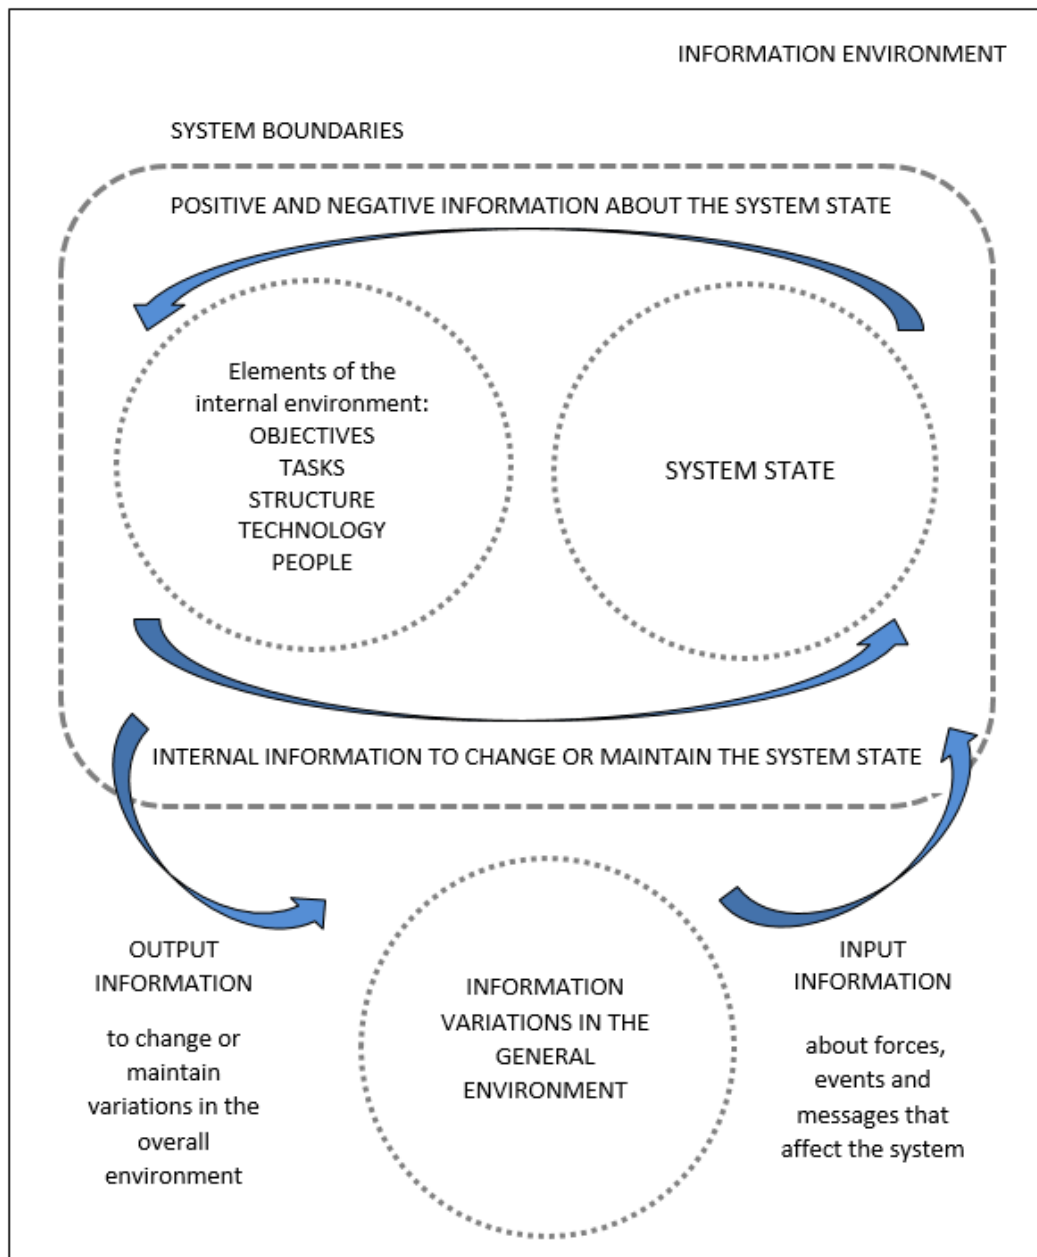 INFORMATION ENVIRONMENT
SYSTEM BOUNDARIES
POSITIVE AND NEGATIVE INFORMATION ABOUT THE SYSTEM STATE
Elements of the
internal environment:
OBJECTIVES
TASKS
STRUCTURE
TECHNOLOGY
PEOPLE
SYSTEM STATE
INTERNAL INFORMATION TO CHANGE OR MAINTAIN THE SYSTEM STATE
OUTPUT
INFORMATION
to change or
maintain
variations in the
overall
environment
INFORMATION
VARIATIONS IN THE
GENERAL
ENVIRONMENT
INPUT
INFORMATION
about forces,
events and
messages that
affect the system